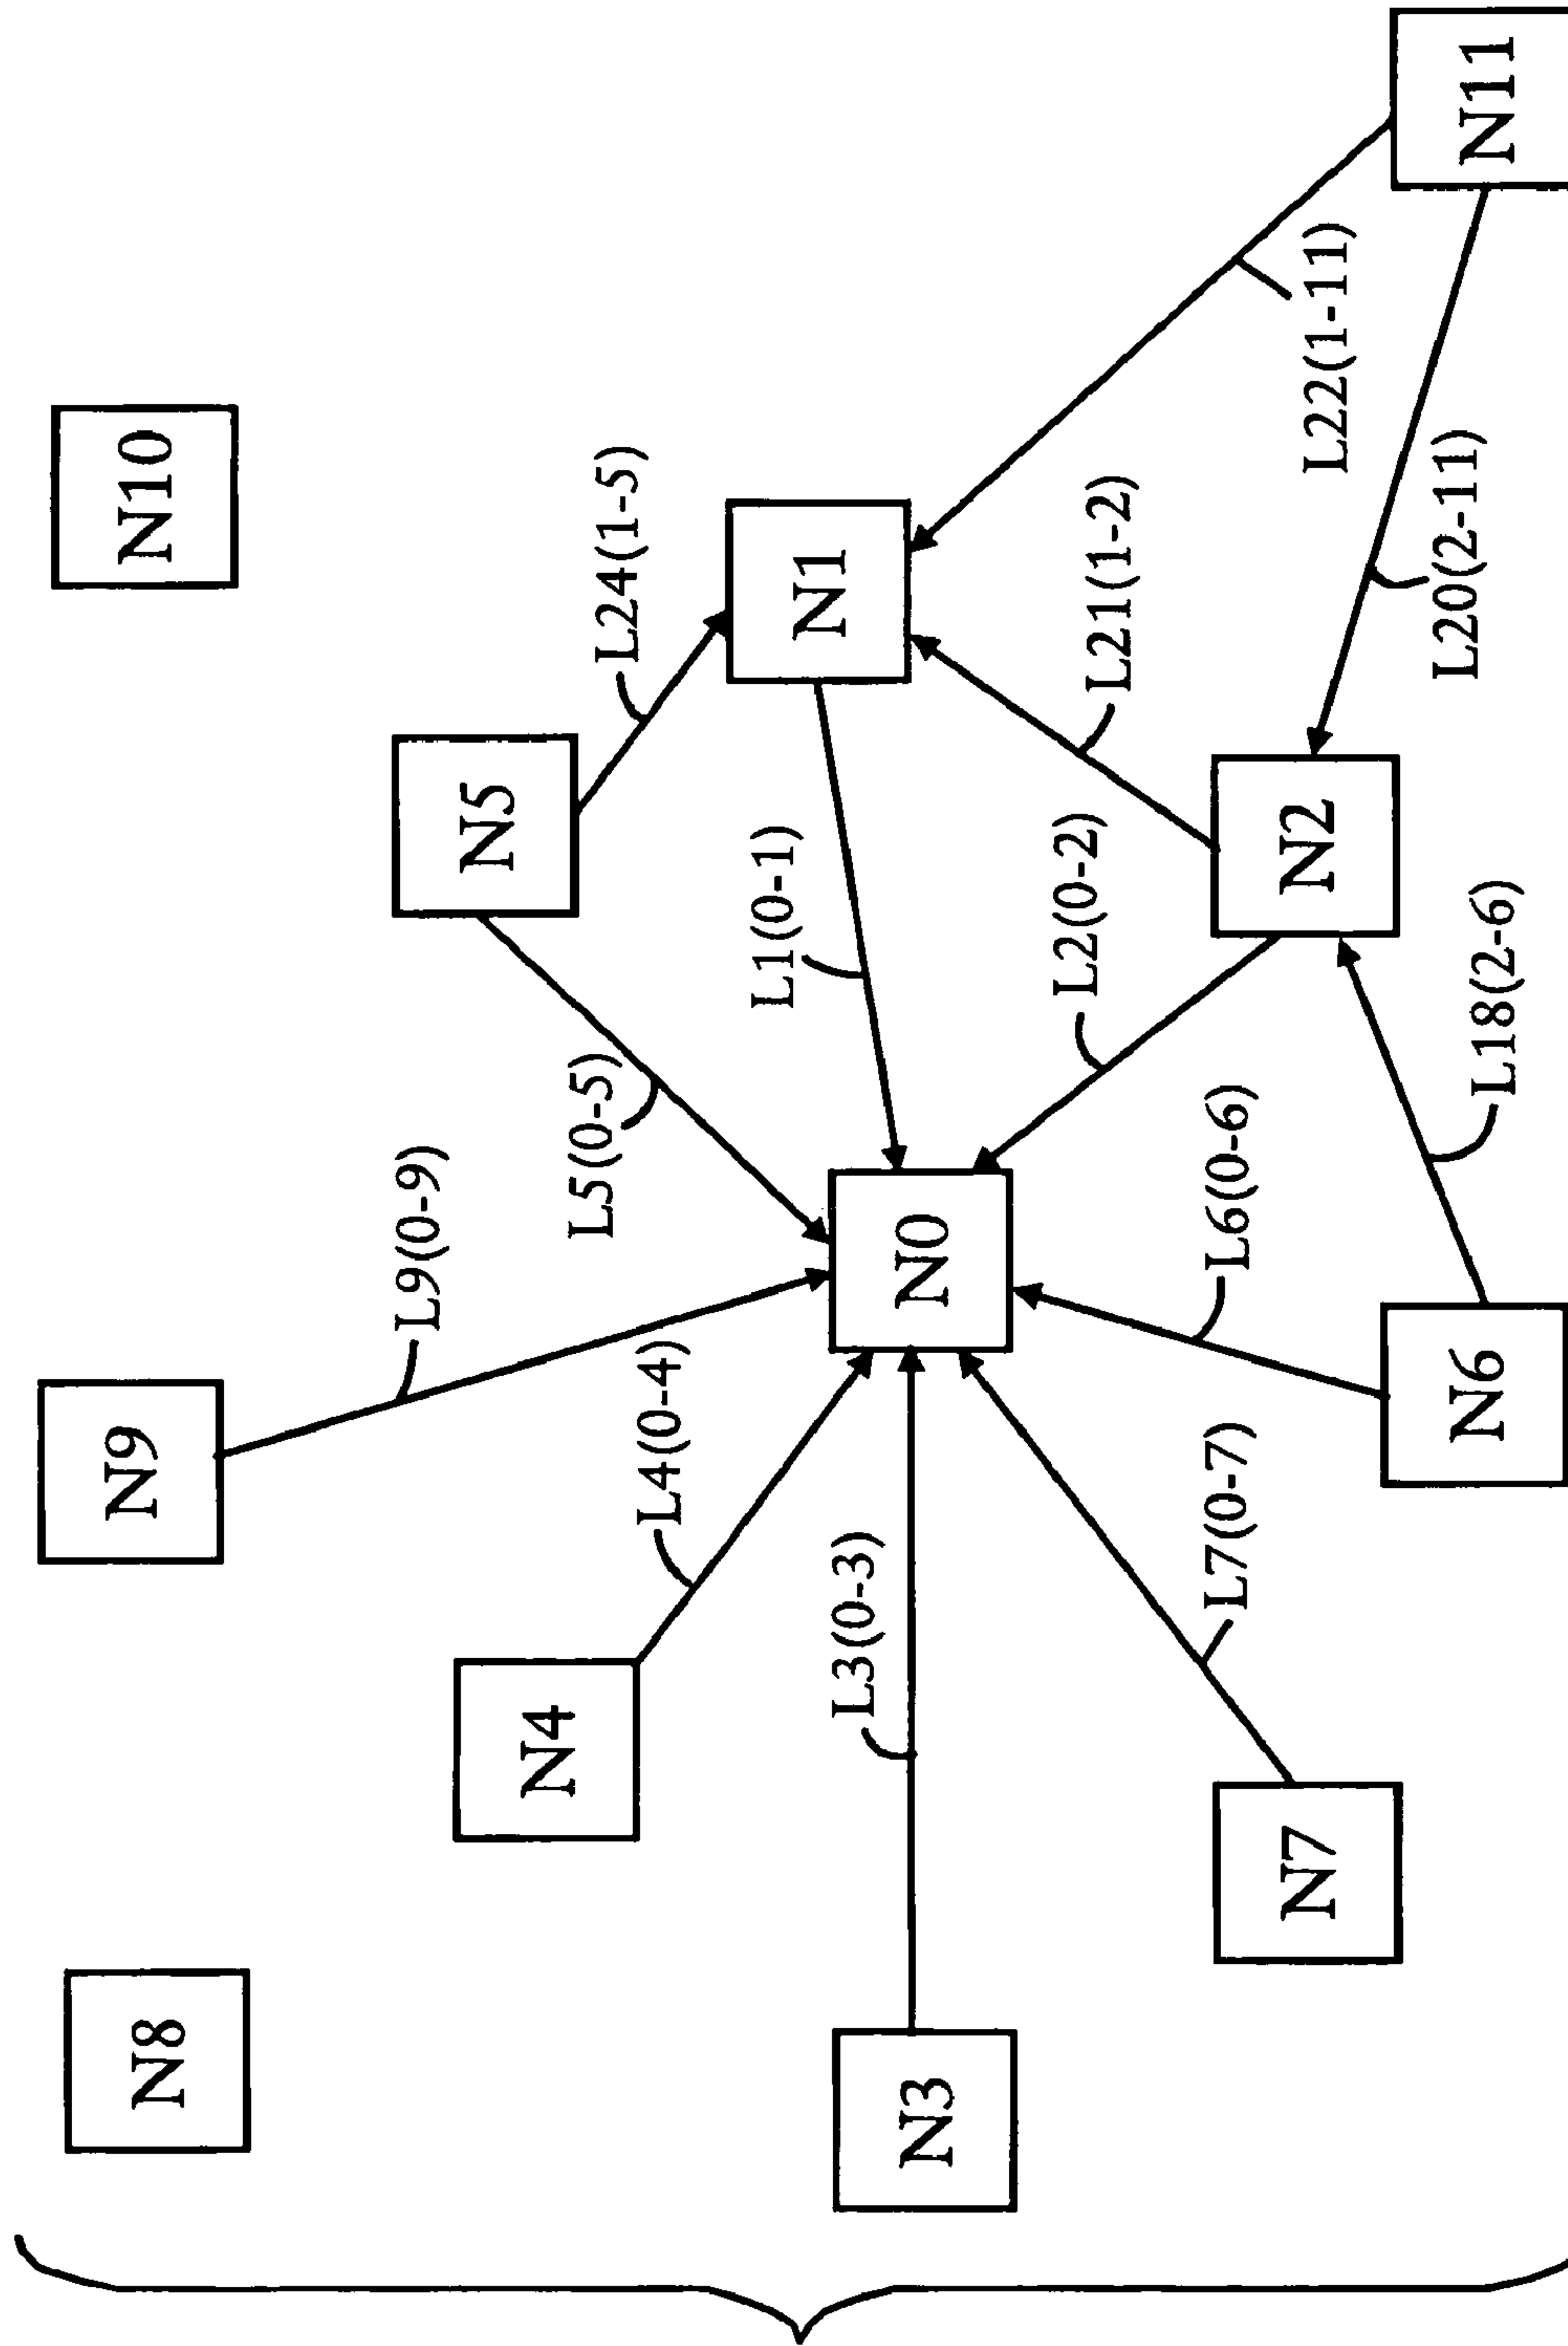 N8
N9
N10
N4
N5
L9(0-9)
L24(1-5)
L5(0-5)
L4(0-4)
L1(0-1)
N1
L3(0-3)
N3
N0
L2(0-2)
L21(1-2)
L7(0-7)
L6(0-6)
N7
N2
L22(1-11)
L20(2-11)
N6
L18(2-6)
N11